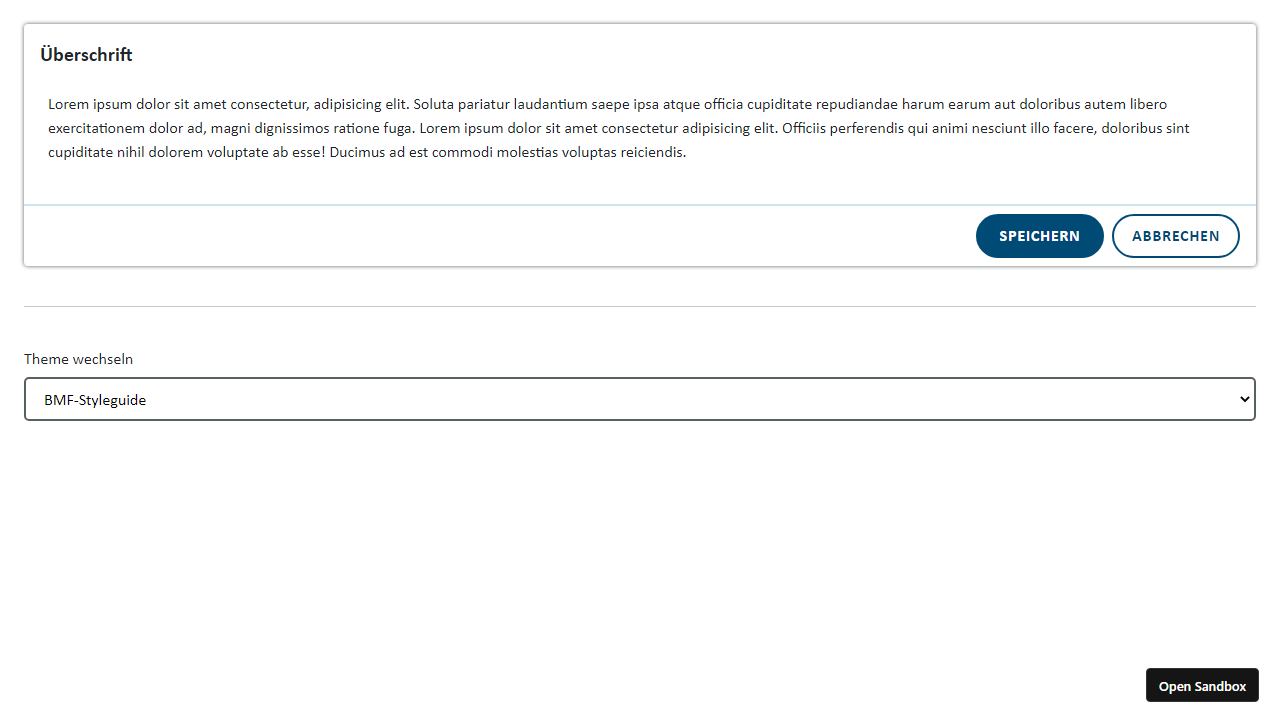 Überschrift
Lorem ipsum dolor sit amet consectetur, adipisicing elit. Soluta pariatur laudantium saepe ipsa atque officia cupiditate repudiandae harum earum aut doloribus autem libero
exercitationem dolor ad, magni dignissimos ratione fuga. Lorem ipsum dolor sit amet consectetur adipisicing elit. Officiis perferendis qui animi nesciunt illo facere, doloribus sint
cupiditate nihil dolorem voluptate ab esse! Ducimus ad est commodi molestias voluptas reiciendis.
SPEICHERN ABBRECHEN
Theme wechseln
BMF-Styleguide
Open Sandbox